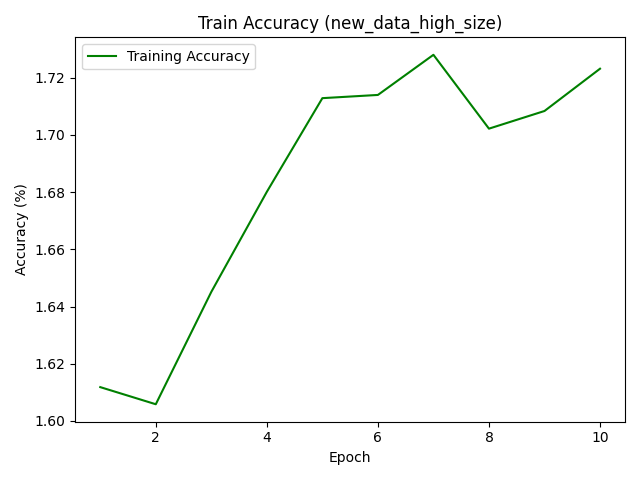 Train Accuracy (new_data_high_size)
Training Accuracy
Accuracy (%)
1.72
1.70
1.68
1.66
1.64
1.62
1.60
2 4 6 8 10
Epoch